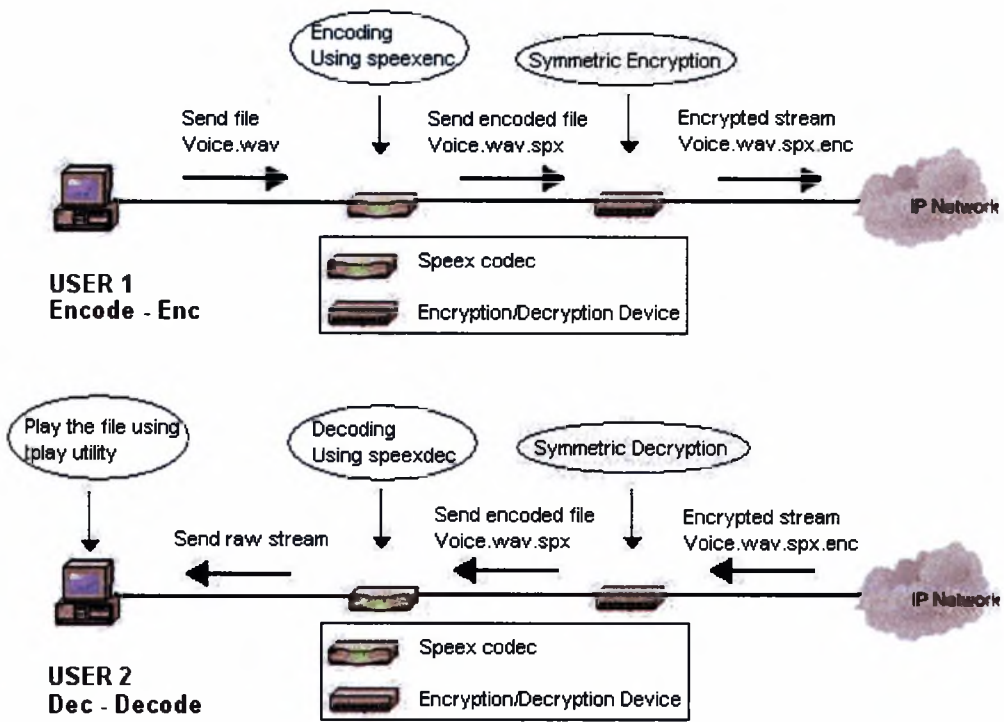 Encoding
Using speexenc
Symmetric Encryption
Send file
Voice.wav
Send encoded file
Voice.wav.spx
Encrypted stream
Voice.wav.spx.enc
IP Network
USER 1
Encode - Enc
Speex codec
Encryption/Decryption Device
Play the file using
tplay utility
Decoding
Using speexdec
Symmetric Decryption
Send raw stream
Send encoded file
Voice.wav.spx
Encrypted stream
Voice.wav.spx.enc
IP Network
USER 2
Dec - Decode
Speex codec
Encryption/Decryption Device